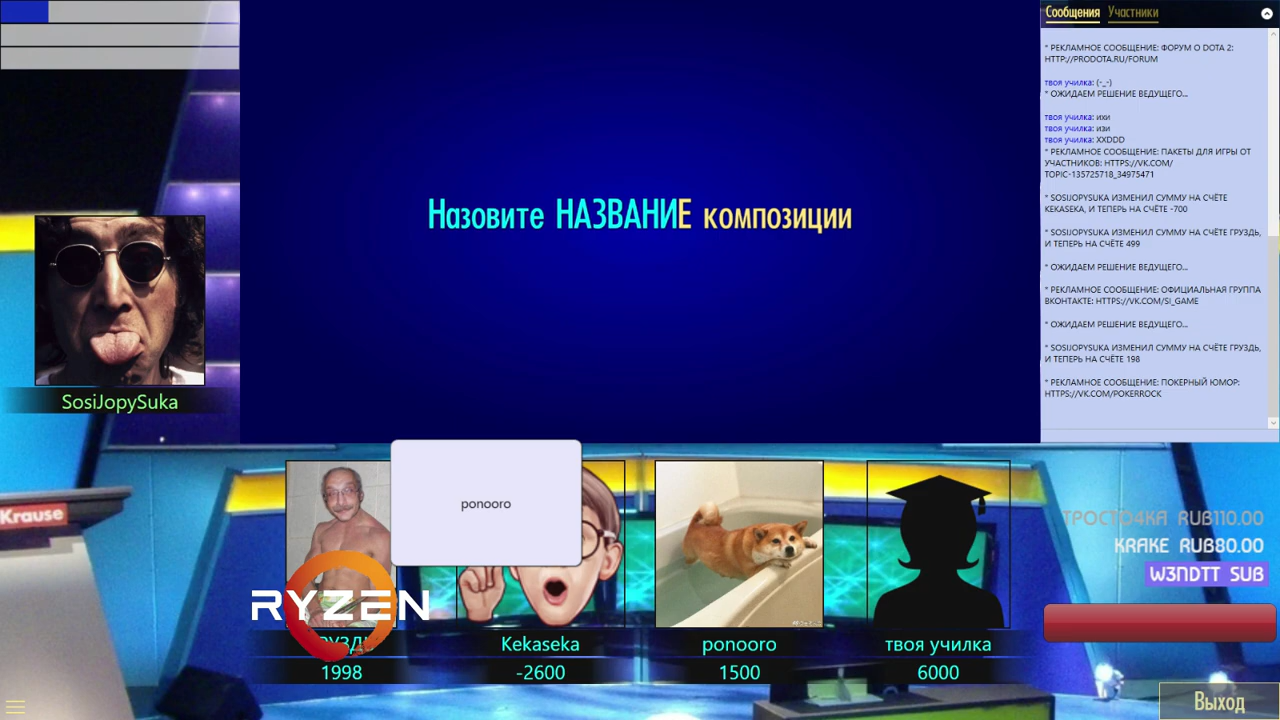 Сообщения Участники
* РЕКЛАМНОЕ СООБЩЕНИЕ: ФОРУМ О DOTA 2:
HTTP://PRODOTA.RU/FORUM
твоя училка: (-_-)
* ОЖИДАЕМ РЕШЕНИЕ ВЕДУЩЕГО...
твоя училка: ихи
твоя училка: изи
твоя училка: XXDDD
* РЕКЛАМНОЕ СООБЩЕНИЕ: ПАКЕТЫ ДЛЯ ИГРЫ ОТ
УЧАСТНИКОВ: HTTPS://VK.COM/
TOPIC-135725718_34975471
* SOSIJOPYSUKA ИЗМЕНИЛ СУММУ НА СЧЁТЕ
KEKASEKA, И ТЕПЕРЬ НА СЧЁТЕ -700
* SOSIJOPYSUKA ИЗМЕНИЛ СУММУ НА СЧЁТЕ ГРУЗДЬ,
И ТЕПЕРЬ НА СЧЁТЕ 499
* ОЖИДАЕМ РЕШЕНИЕ ВЕДУЩЕГО...
* РЕКЛАМНОЕ СООБЩЕНИЕ: ОФИЦИАЛЬНАЯ ГРУППА
ВКОНТАКТЕ: HTTPS://VK.COM/SI_GAME
* ОЖИДАЕМ РЕШЕНИЕ ВЕДУЩЕГО...
* SOSIJOPYSUKA ИЗМЕНИЛ СУММУ НА СЧЁТЕ ГРУЗДЬ,
И ТЕПЕРЬ НА СЧЁТЕ 198
* РЕКЛАМНОЕ СООБЩЕНИЕ: ПОКЕРНЫЙ ЮМОР:
HTTPS://VK.COM/POKERROCK
Назовите НАЗВАНИЕ композиции
SosiJopySuka
ponooro
Krause
RYZEN
Kekaseka
ponooro
твоя училка
1998
-2600
1500
6000
ТРОСТО4КА RUB110.00
KRAKE RUB80.00
W3NDTT SUB
Выход